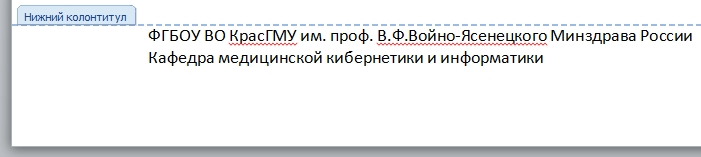 Нижний колонтитул
ФГБОУ ВО КрасГМУ им. проф. В.Ф.Войно-Ясенецкого Минздрава России
Кафедра медицинской кибернетики и информатики